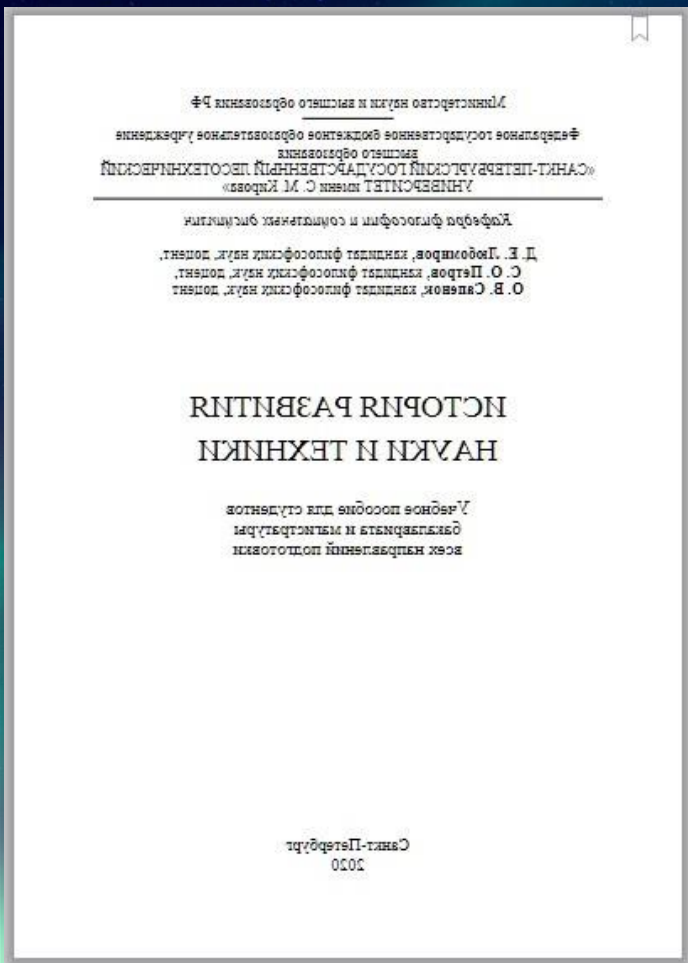 Министерство науки и высшего образования РФ
Федеральное государственное бюджетное образовательное учреждение
высшего образования
«САНКТ-ПЕТЕРБУРГСКИЙ ГОСУДАРСТВЕННЫЙ ЛЕСОТЕХНИЧЕСКИЙ
УНИВЕРСИТЕТ имени С. М. Кирова»
Кафедра философии и социальных дисциплин
Д. Е. Любомиров, кандидат философских наук, доцент,
С. О. Петров, кандидат философских наук, доцент,
О. В. Сапенок, кандидат философских наук, доцент
ИСТОРИЯ РАЗВИТИЯ
НАУКИ И ТЕХНИКИ
Учебное пособие для студентов
бакалавриата и магистратуры
всех направлений подготовки
Санкт-Петербург
2020